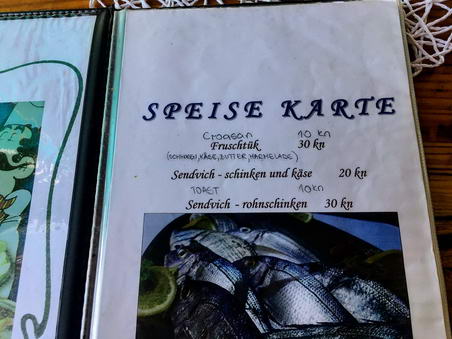 SPEISE KARTE
Croasan 10 kn
Fruschtük 30 kn
(SCHINKEN, KÄSE, BUTTER, MARMELADE)
Sendvich - schinken und käse 20 kn
TOAST 10 kn
Sendvich - rohnschinken 30 kn